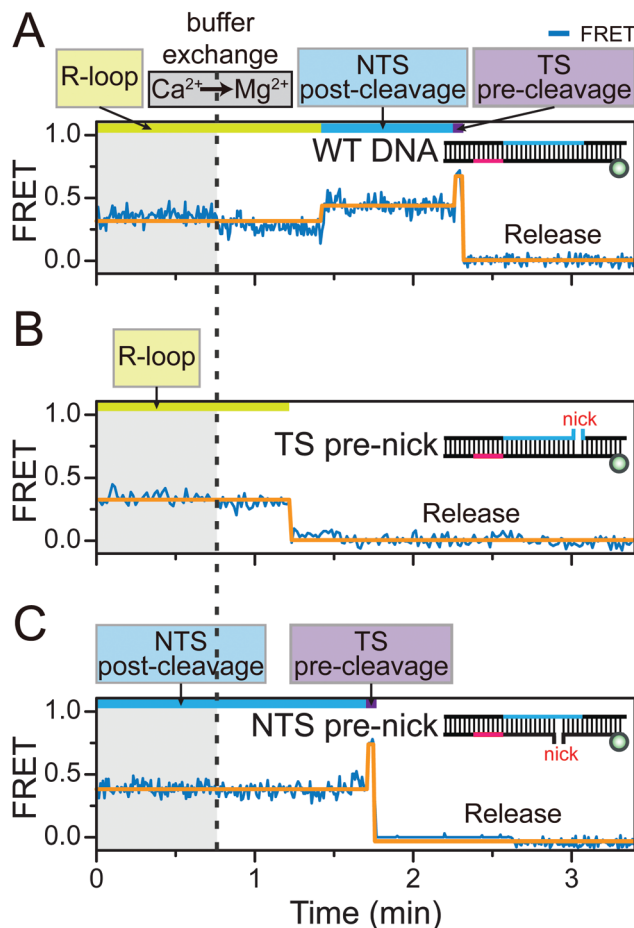 A
buffer
exchange
FRET
R-loop
Ca²⁺→Mg²⁺
NTS
post-cleavage
TS
pre-cleavage
1.0
0.5
0.0
FRET
WT DNA
Release
B
R-loop
1.0
0.5
0.0
FRET
nick
TS pre-nick
Release
C
NTS
post-cleavage
TS
pre-cleavage
1.0
0.5
0.0
FRET
NTS pre-nick
nick
Release
0
1
2
3
Time (min)